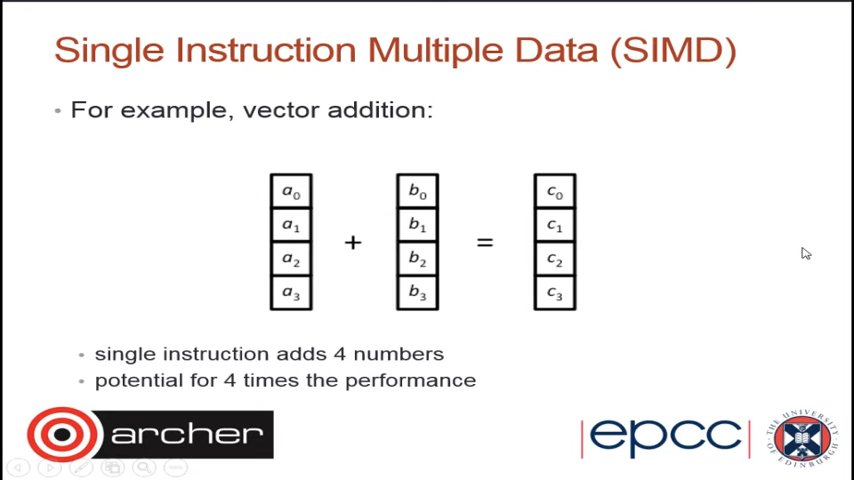 Single Instruction Multiple Data (SIMD)
• For example, vector addition:
a₀ b₀ c₀
a₁ b₁ c₁
+ =
a₂ b₂ c₂
a₃ b₃ c₃
• single instruction adds 4 numbers
• potential for 4 times the performance
archer
epcc
THE UNIVERSITY
OF EDINBURGH